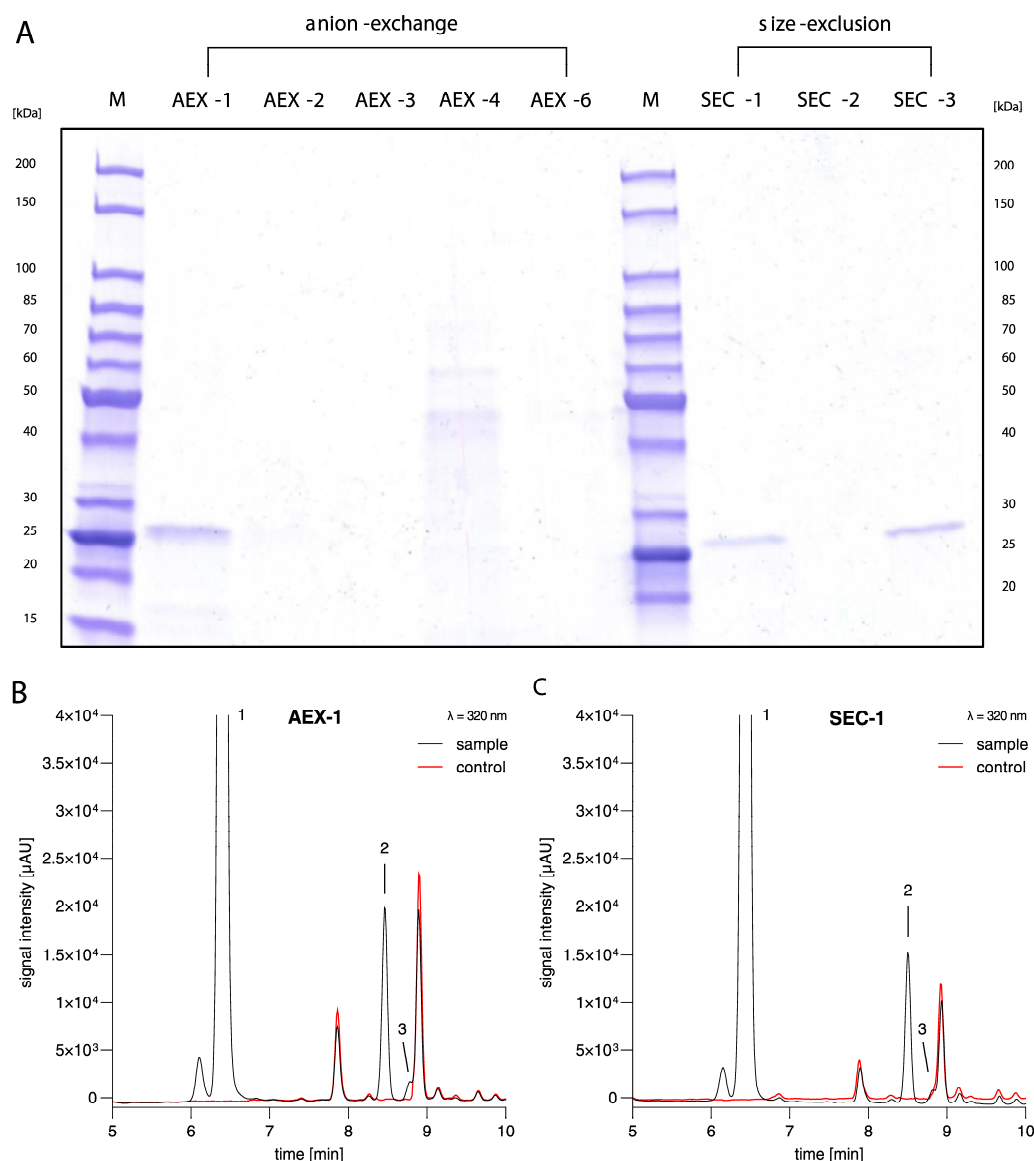 A
anion -exchange
size-exclusion
[kDa]
M
AEX -1
AEX -2
AEX -3
AEX -4
AEX -6
M
SEC -1
SEC -2
SEC -3
[kDa]
200
150
100
85
70
60
50
40
30
25
20
15
200
150
100
85
70
60
50
40
30
25
20
B
AEX-1
λ = 320 nm
sample
control
1
2
3
4×10⁴
3.5×10⁴
3×10⁴
2.5×10⁴
2×10⁴
1.5×10⁴
1×10⁴
5×10³
0
signal intensity [µAU]
5 6 7 8 9 10
time [min]
C
SEC-1
λ = 320 nm
sample
control
1
2
3
4×10⁴
3.5×10⁴
3×10⁴
2.5×10⁴
2×10⁴
1.5×10⁴
1×10⁴
5×10³
0
signal intensity [µAU]
5 6 7 8 9 10
time [min]